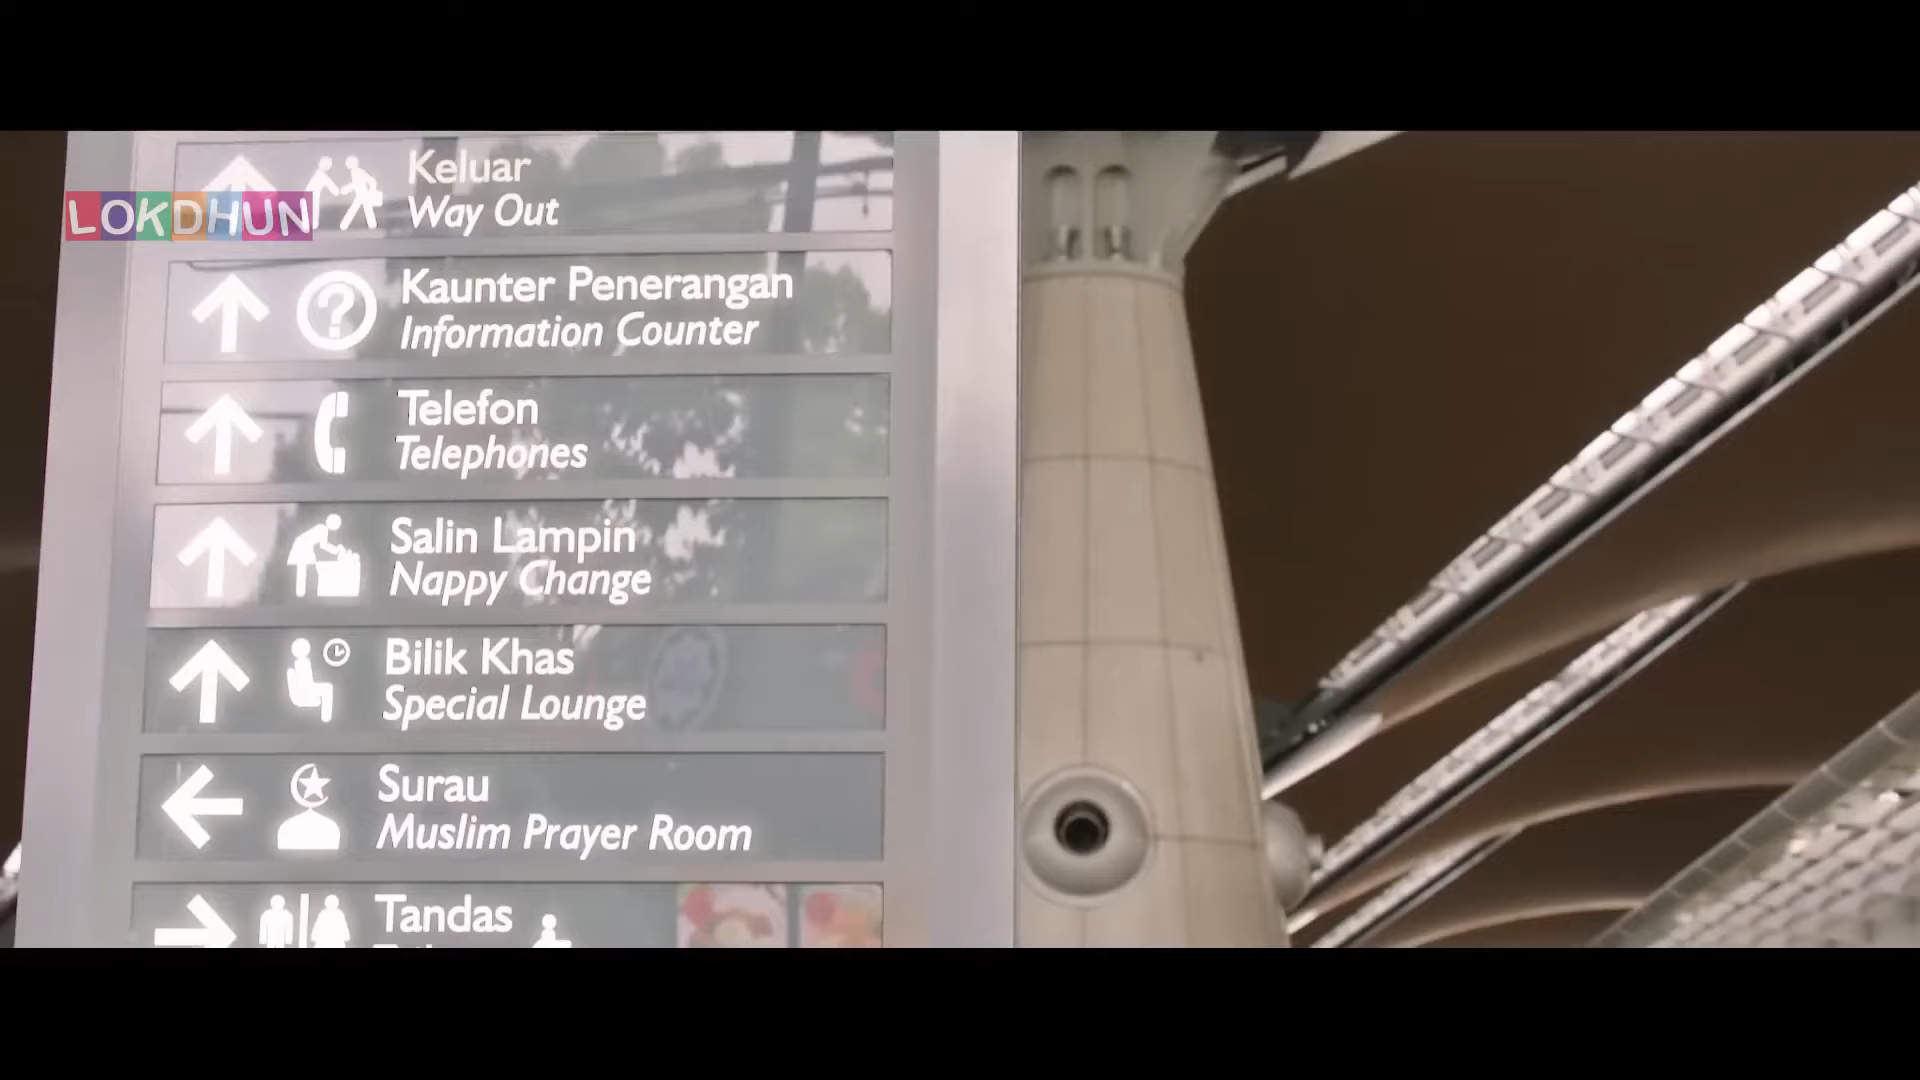 Keluar
Way Out
LOKDHUN
Kaunter Penerangan
Information Counter
Telefon
Telephones
Salin Lampin
Nappy Change
Bilik Khas
Special Lounge
Surau
Muslim Prayer Room
Tandas